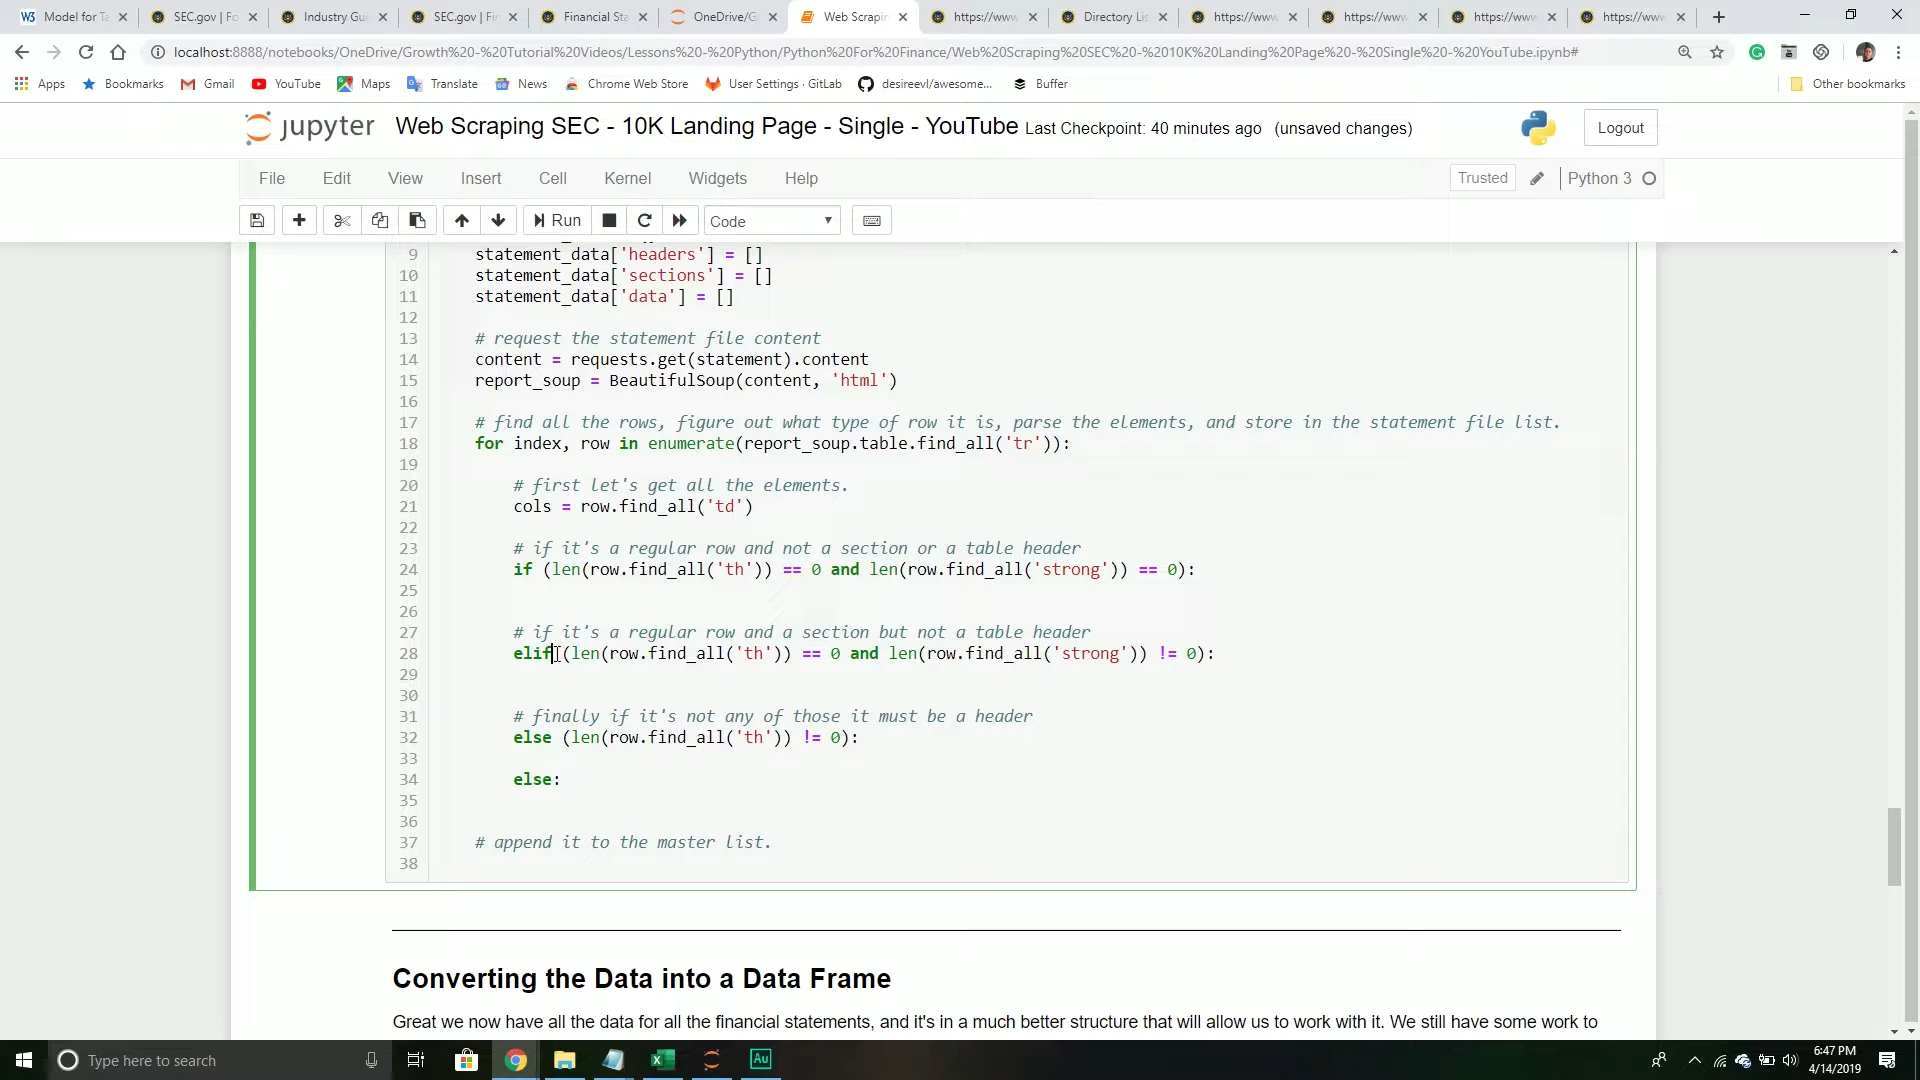 Model for Ta
SEC.gov | Fo
Industry Gui
SEC.gov | Fin
Financial Sta
OneDrive/G
Web Scrapin
https://www
Directory Lis
https://www
https://www
https://www
https://www
localhost:8888/notebooks/OneDrive/Growth%20-%20Tutorial%20Videos/Lessons%20-%20Python/Python%20For%20Finance/Web%20Scraping%20SEC%20-%2010K%20Landing%20Page%20-%20Single%20-%20YouTube.ipynb#
Apps Bookmarks Gmail YouTube Maps Translate News Chrome Web Store User Settings · GitLab desireevl/awesome... Buffer Other bookmarks
jupyter Web Scraping SEC - 10K Landing Page - Single - YouTube Last Checkpoint: 40 minutes ago (unsaved changes) Logout
File Edit View Insert Cell Kernel Widgets Help Trusted Python 3
Run Code
9 statement_data['headers'] = []
10 statement_data['sections'] = []
11 statement_data['data'] = []
12
13 # request the statement file content
14 content = requests.get(statement).content
15 report_soup = BeautifulSoup(content, 'html')
16
17 # find all the rows, figure out what type of row it is, parse the elements, and store in the statement file list.
18 for index, row in enumerate(report_soup.table.find_all('tr')):
19
20 # first let's get all the elements.
21 cols = row.find_all('td')
22
23 # if it's a regular row and not a section or a table header
24 if (len(row.find_all('th')) == 0 and len(row.find_all('strong')) == 0):
25
26
27 # if it's a regular row and a section but not a table header
28 elif (len(row.find_all('th')) == 0 and len(row.find_all('strong')) != 0):
29
30
31 # finally if it's not any of those it must be a header
32 else (len(row.find_all('th')) != 0):
33
34 else:
35
36
37 # append it to the master list.
38
Converting the Data into a Data Frame
Great we now have all the data for all the financial statements, and it's in a much better structure that will allow us to work with it. We still have some work to
Type here to search
Au
6:47 PM
4/14/2019